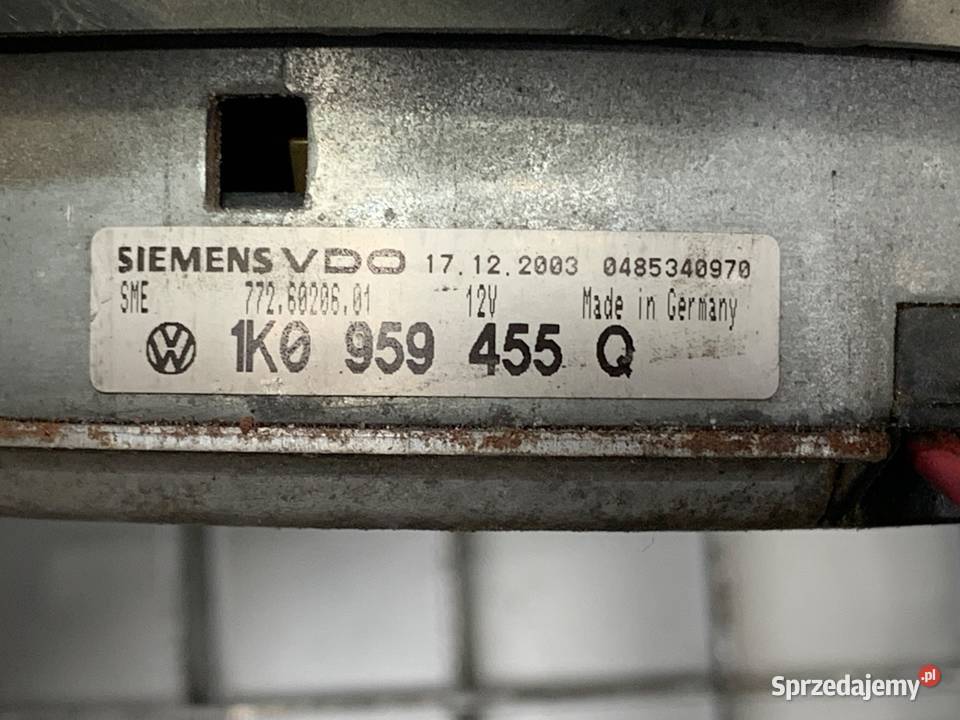 SIEMENS VDO 17.12.2003 0485340970
SME 772.60206.01 12V Made in Germany
VW 1K0 959 455 Q
Sprzedajemy.pl